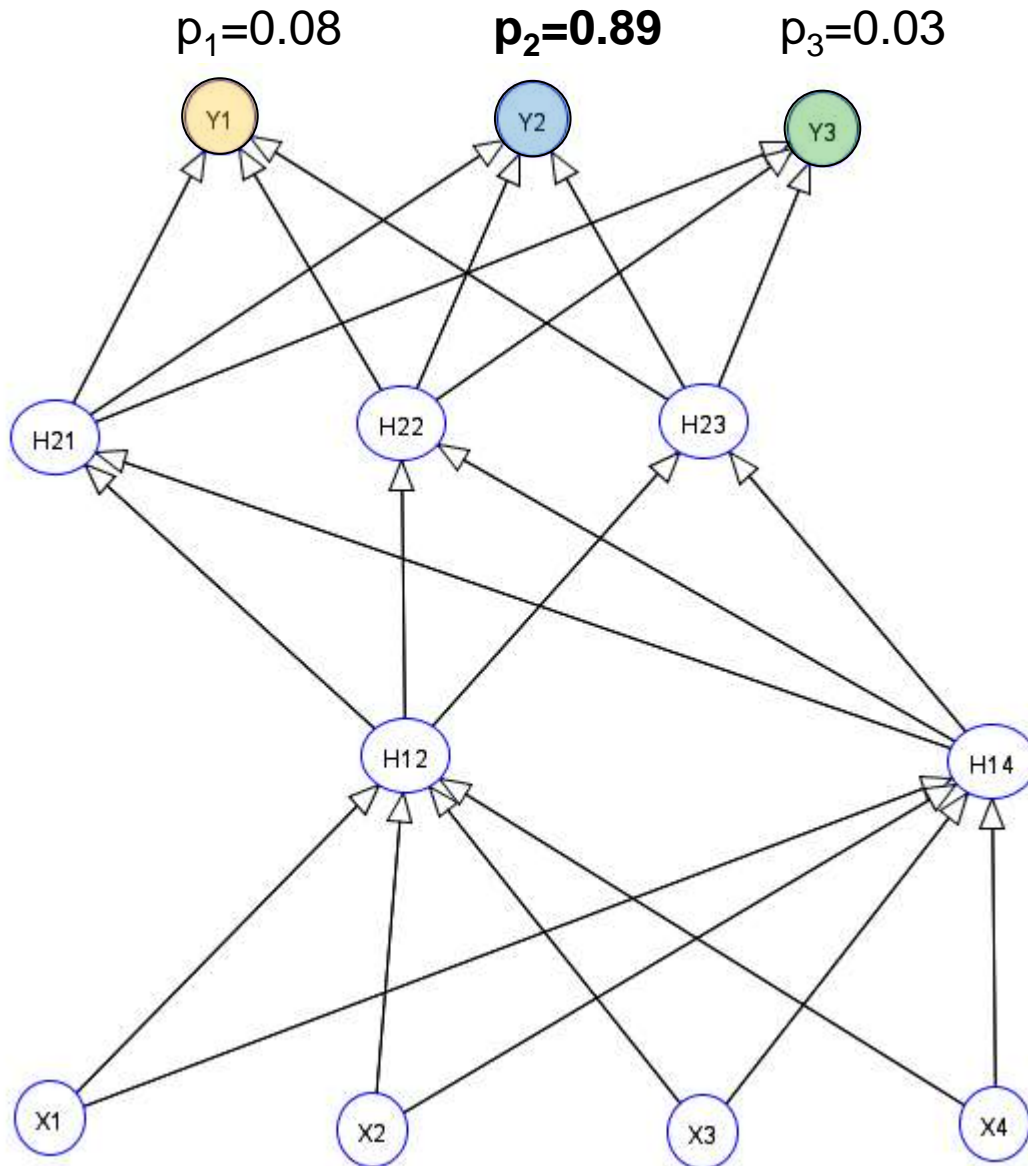 p₁=0.08 p₂=0.89 p₃=0.03
Y1 Y2 Y3
H21 H22 H23
H12 H14
X1 X2 X3 X4